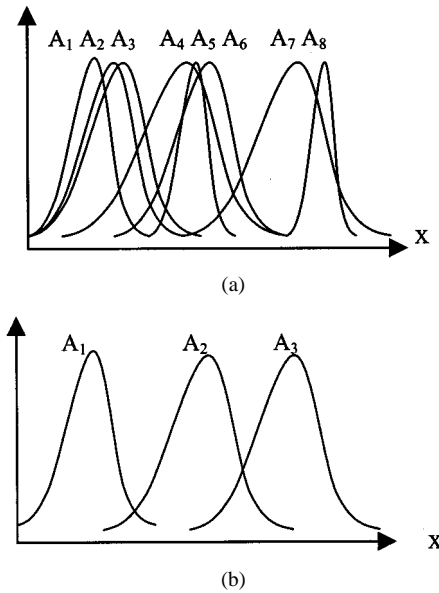 A₁ A₂ A₃ A₄ A₅ A₆ A₇ A₈
X
(a)
A₁ A₂ A₃
X
(b)